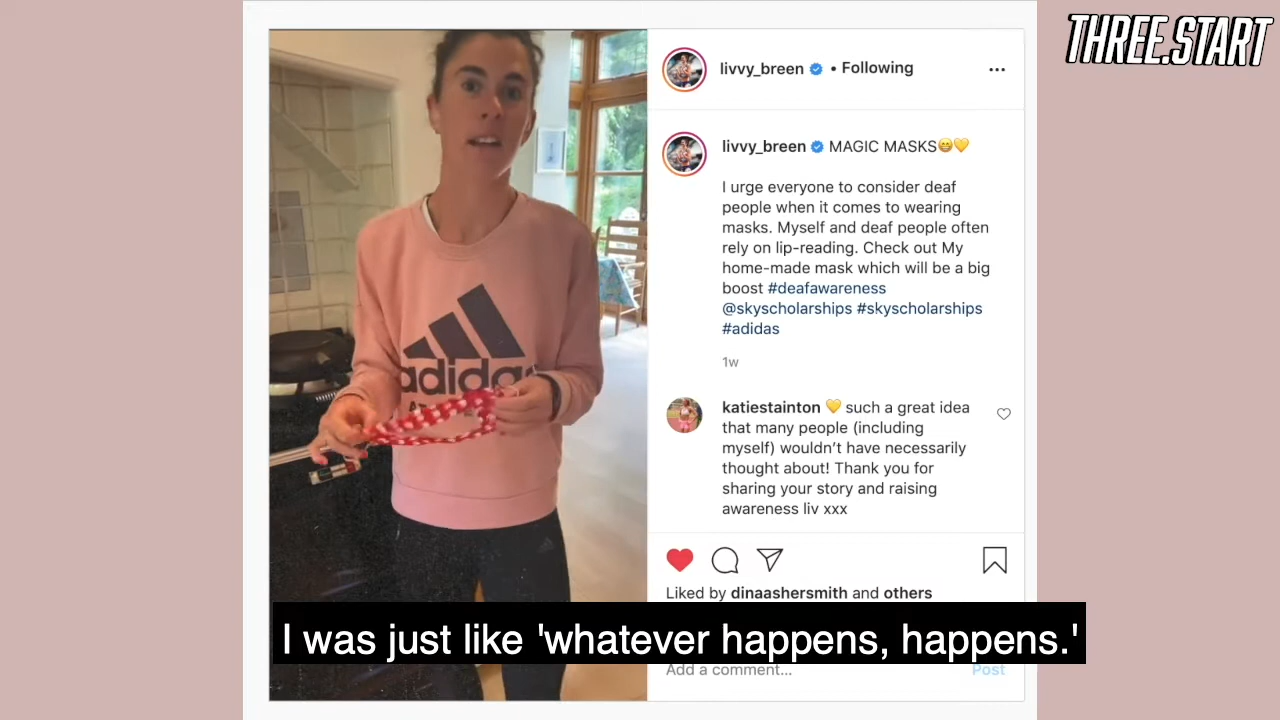 THREE.START
livvy_breen • Following
livvy_breen MAGIC MASKS😁💛
I urge everyone to consider deaf
people when it comes to wearing
masks. Myself and deaf people often
rely on lip-reading. Check out My
home-made mask which will be a big
boost #deafawareness
@skyscholarships #skyscholarships
#adidas
1w
katiestainton 💛 such a great idea
that many people (including
myself) wouldn’t have necessarily
thought about! Thank you for
sharing your story and raising
awareness liv xxx
Liked by dinaashersmith and others
I was just like 'whatever happens, happens.'
Add a comment...
Post
adidas